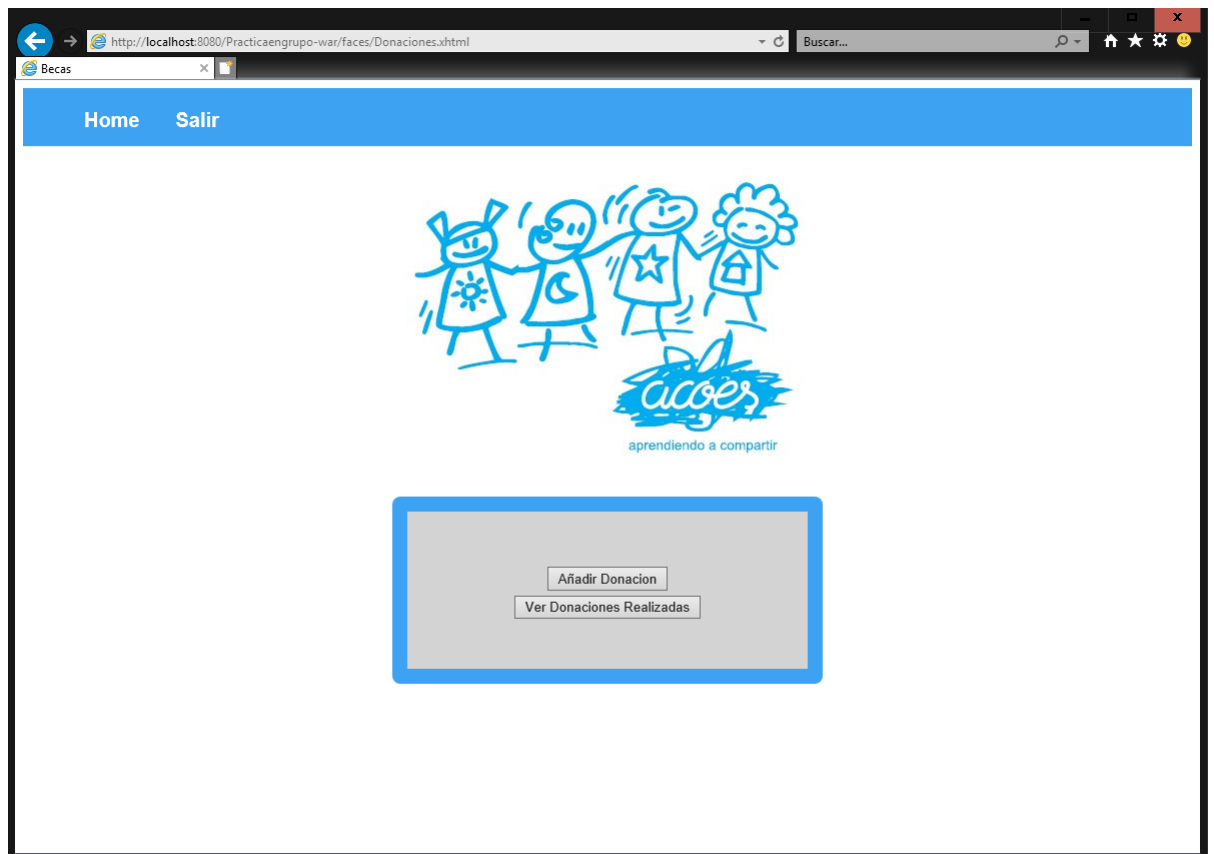 http://localhost:8080/Practicaengrupo-war/faces/Donaciones.xhtml
Buscar...
Becas
Home
Salir
acoes
aprendiendo a compartir
Añadir Donacion
Ver Donaciones Realizadas